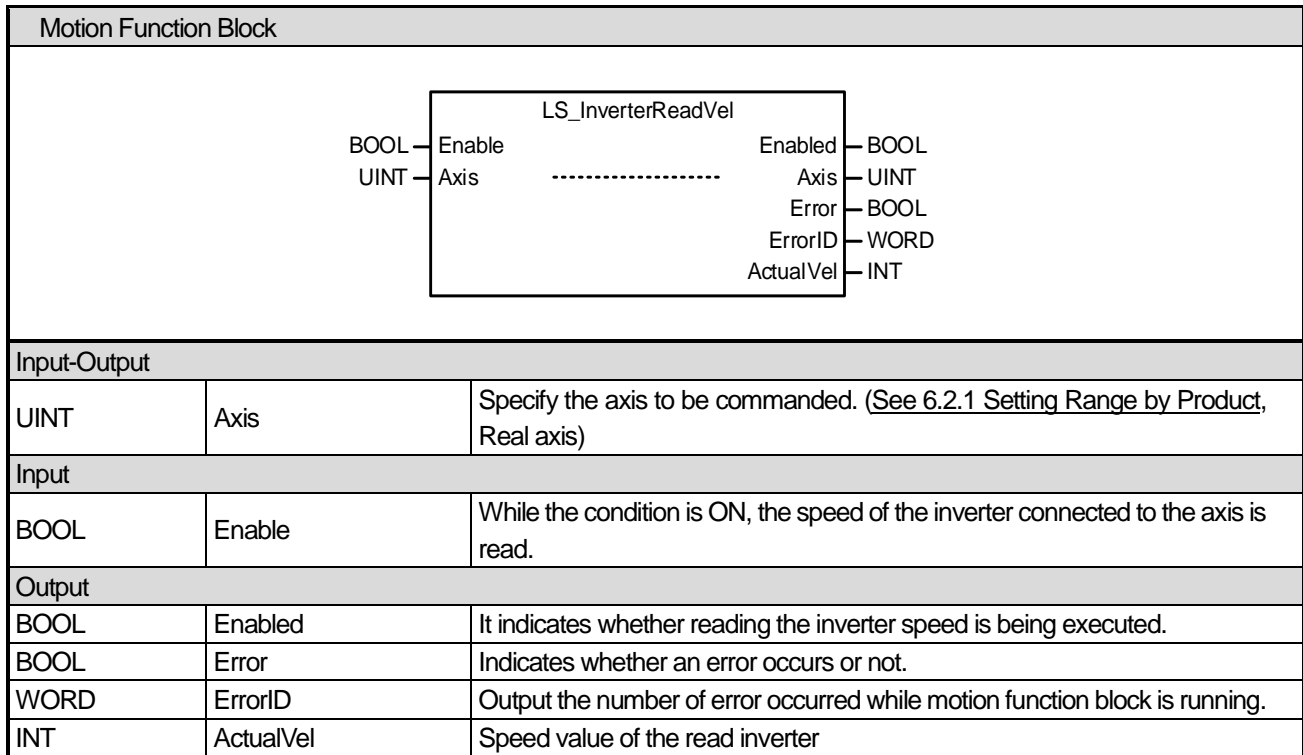 Motion Function Block
LS_InverterReadVel
BOOL Enable Enabled BOOL
UINT Axis Axis UINT
Error BOOL
ErrorID WORD
ActualVel INT
Input-Output
UINT Axis Specify the axis to be commanded. (See 6.2.1 Setting Range by Product,
Real axis)
Input
BOOL Enable While the condition is ON, the speed of the inverter connected to the axis is
read.
Output
BOOL Enabled It indicates whether reading the inverter speed is being executed.
BOOL Error Indicates whether an error occurs or not.
WORD ErrorID Output the number of error occurred while motion function block is running.
INT ActualVel Speed value of the read inverter